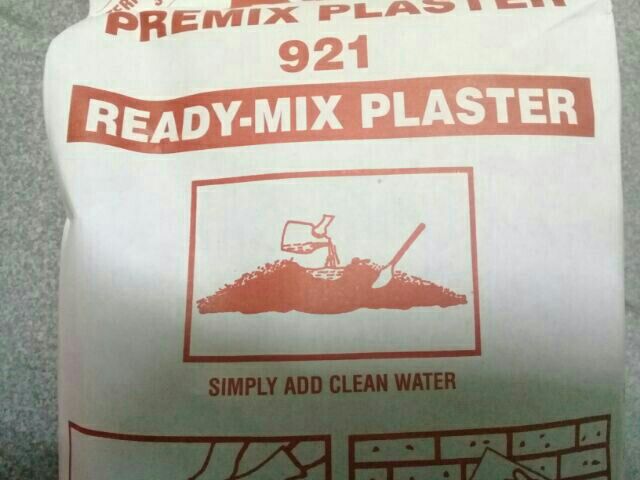 PREMIX PLASTER
921
READY-MIX PLASTER
SIMPLY ADD CLEAN WATER